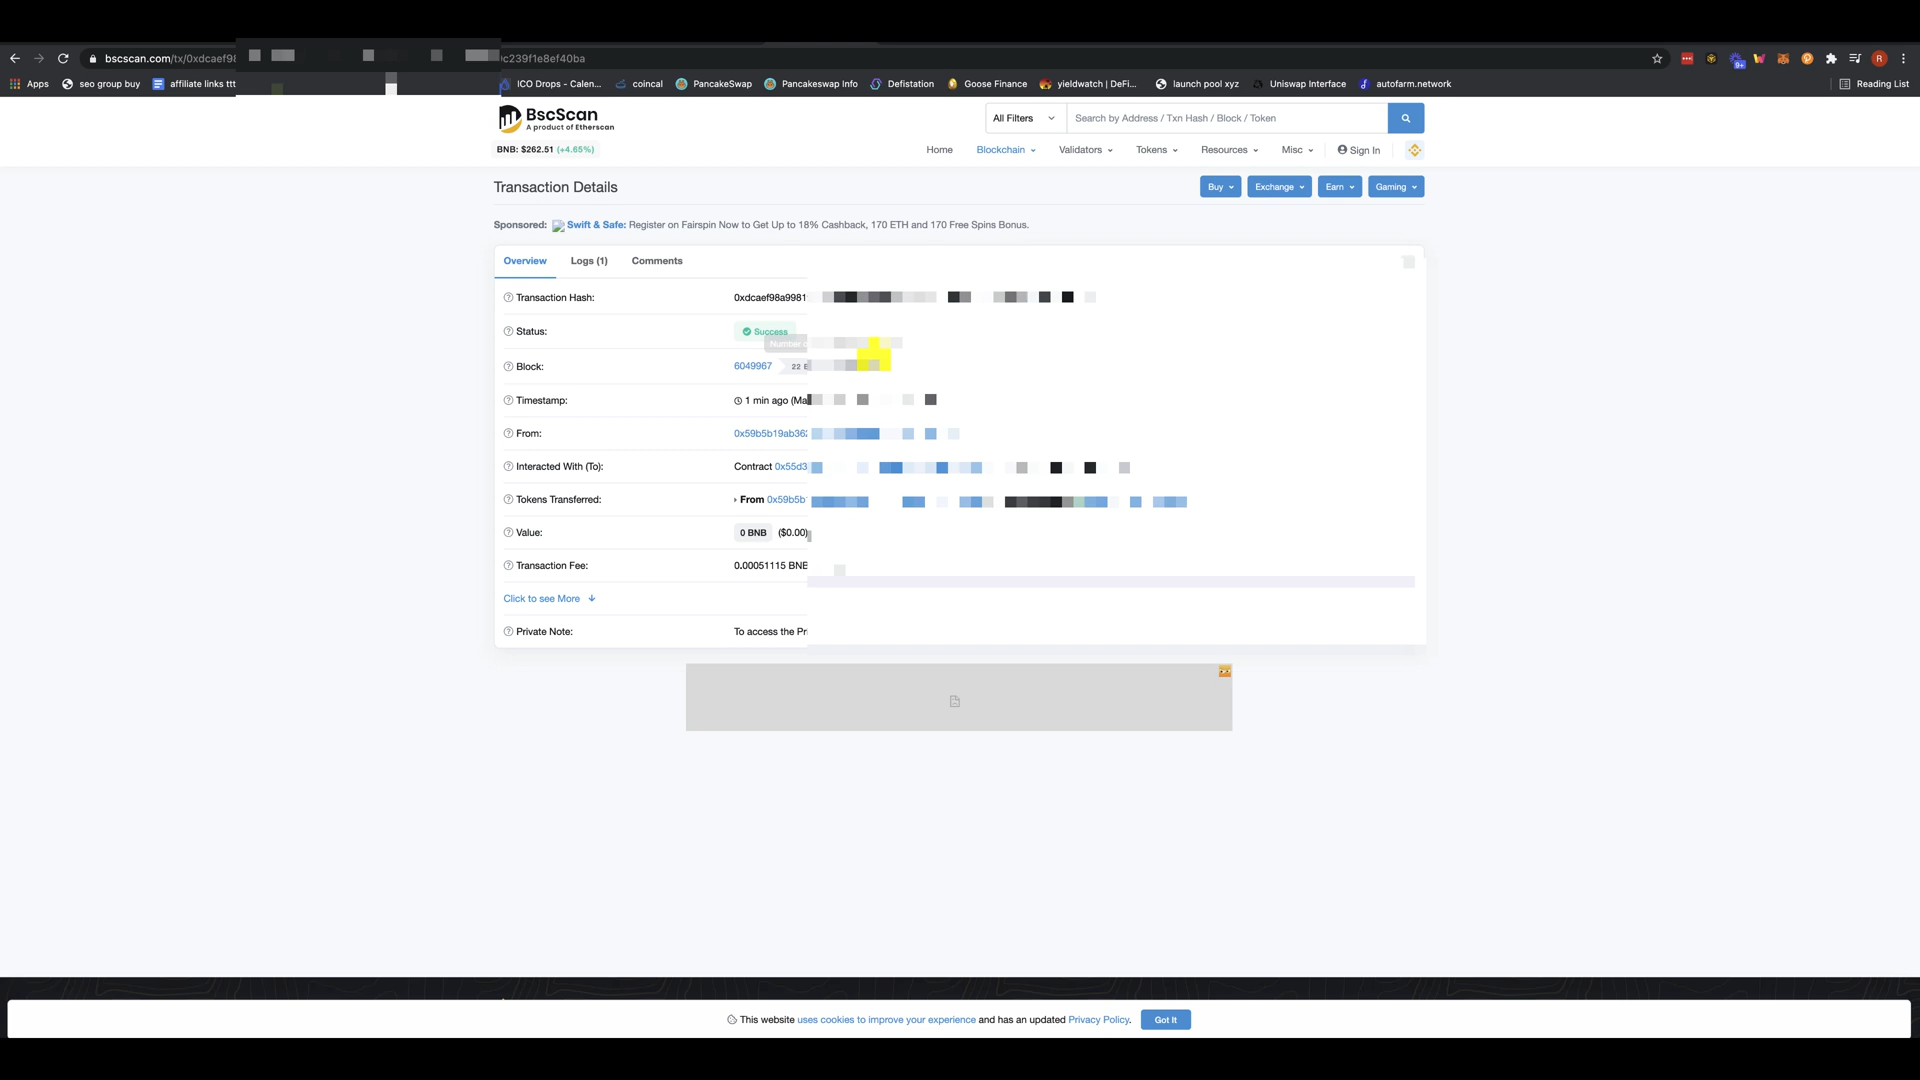 bscscan.com/tx/0xdcaef98
c239f1e8ef40ba
Apps seo group buy affiliate links ttt ICO Drops - Calen... coincal PancakeSwap Pancakeswap Info Defistation Goose Finance yieldwatch | DeFi... launch pool xyz Uniswap Interface autofarm.network Reading List
BscScan
A product of Etherscan
All Filters Search by Address / Txn Hash / Block / Token
BNB: $262.51 (+4.65%)
Home Blockchain Validators Tokens Resources Misc Sign In
Transaction Details
Buy Exchange Earn Gaming
Sponsored: Swift & Safe: Register on Fairspin Now to Get Up to 18% Cashback, 170 ETH and 170 Free Spins Bonus.
Overview Logs (1) Comments
Transaction Hash: 0xdcaef98a9981
Status: Success
Number
Block: 6049967 22
Timestamp: 1 min ago (Ma
From: 0x59b5b19ab36
Interacted With (To): Contract 0x55d3
Tokens Transferred: From 0x59b5b
Value: 0 BNB ($0.00)
Transaction Fee: 0.00051115 BNB
Click to see More
Private Note: To access the Pr
This website uses cookies to improve your experience and has an updated Privacy Policy. Got It